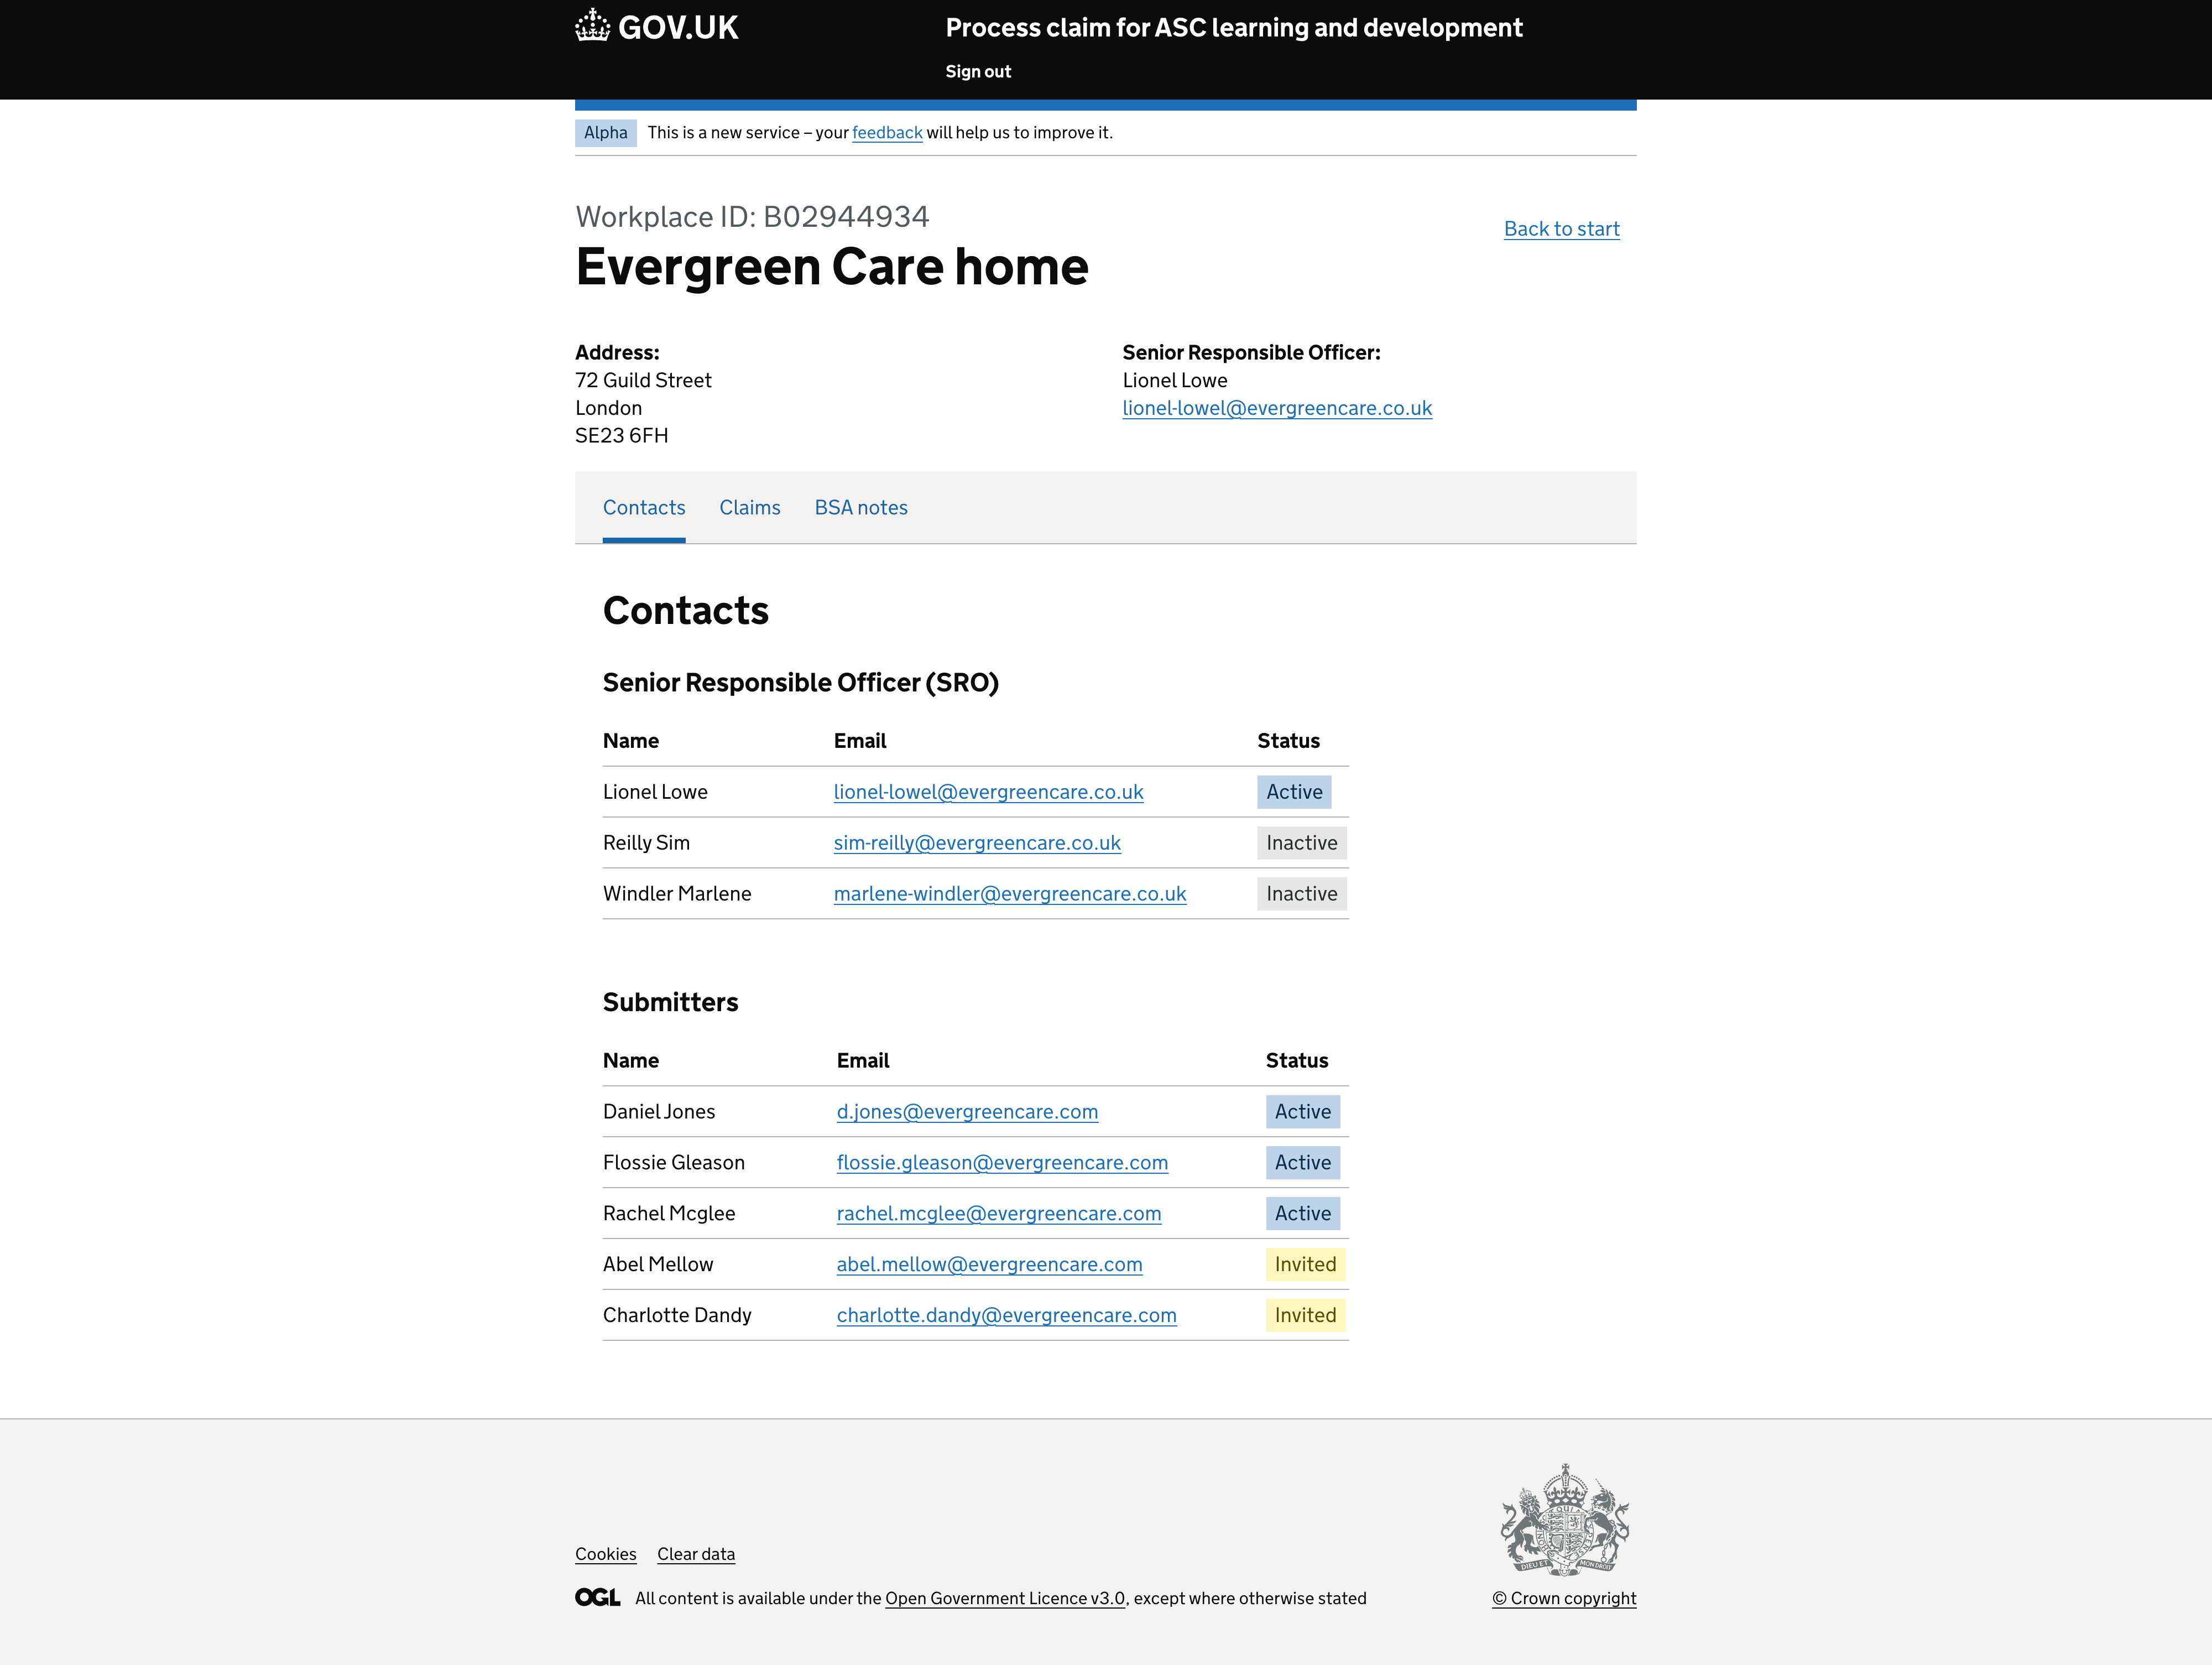 GOV.UK
Process claim for ASC learning and development
Sign out
Alpha This is a new service – your feedback will help us to improve it.
Workplace ID: B02944934
Back to start
Evergreen Care home
Address:
72 Guild Street
London
SE23 6FH
Senior Responsible Officer:
Lionel Lowe
lionel-lowel@evergreencare.co.uk
Contacts Claims BSA notes
Contacts
Senior Responsible Officer (SRO)
Name Email Status
Lionel Lowe lionel-lowel@evergreencare.co.uk Active
Reilly Sim sim-reilly@evergreencare.co.uk Inactive
Windler Marlene marlene-windler@evergreencare.co.uk Inactive
Submitters
Name Email Status
Daniel Jones d.jones@evergreencare.com Active
Flossie Gleason flossie.gleason@evergreencare.com Active
Rachel Mcglee rachel.mcglee@evergreencare.com Active
Abel Mellow abel.mellow@evergreencare.com Invited
Charlotte Dandy charlotte.dandy@evergreencare.com Invited
DIEU ET MON DROIT
Cookies Clear data
OGL All content is available under the Open Government Licence v3.0, except where otherwise stated
© Crown copyright